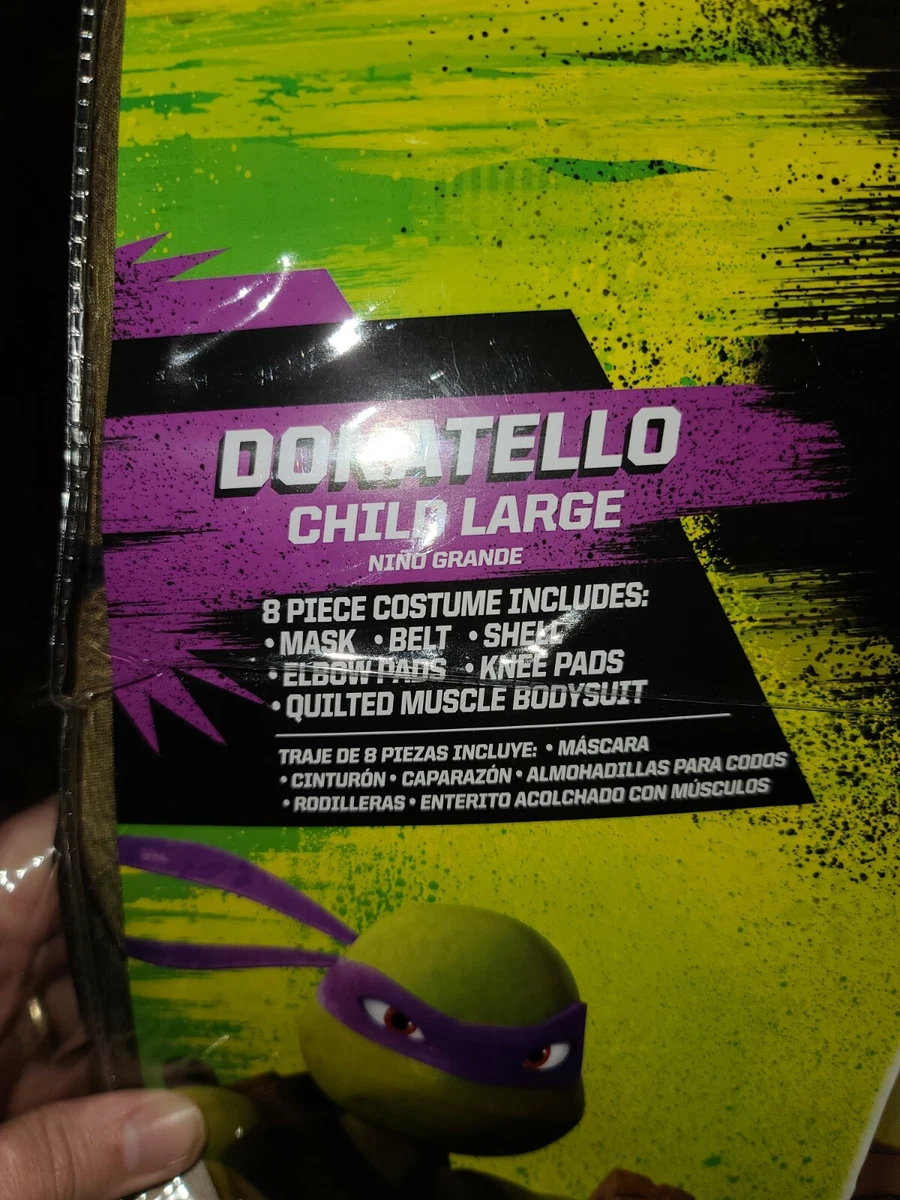 DONATELLO
CHILD LARGE
NIÑO GRANDE
8 PIECE COSTUME INCLUDES:
• MASK • BELT • SHELL
• ELBOW PADS • KNEE PADS
• QUILTED MUSCLE BODYSUIT
TRAJE DE 8 PIEZAS INCLUYE: • MÁSCARA
• CINTURÓN • CAPARAZÓN • ALMOHADILLAS PARA CODOS
• RODILLERAS • ENTERITO ACOLCHADO CON MÚSCULOS